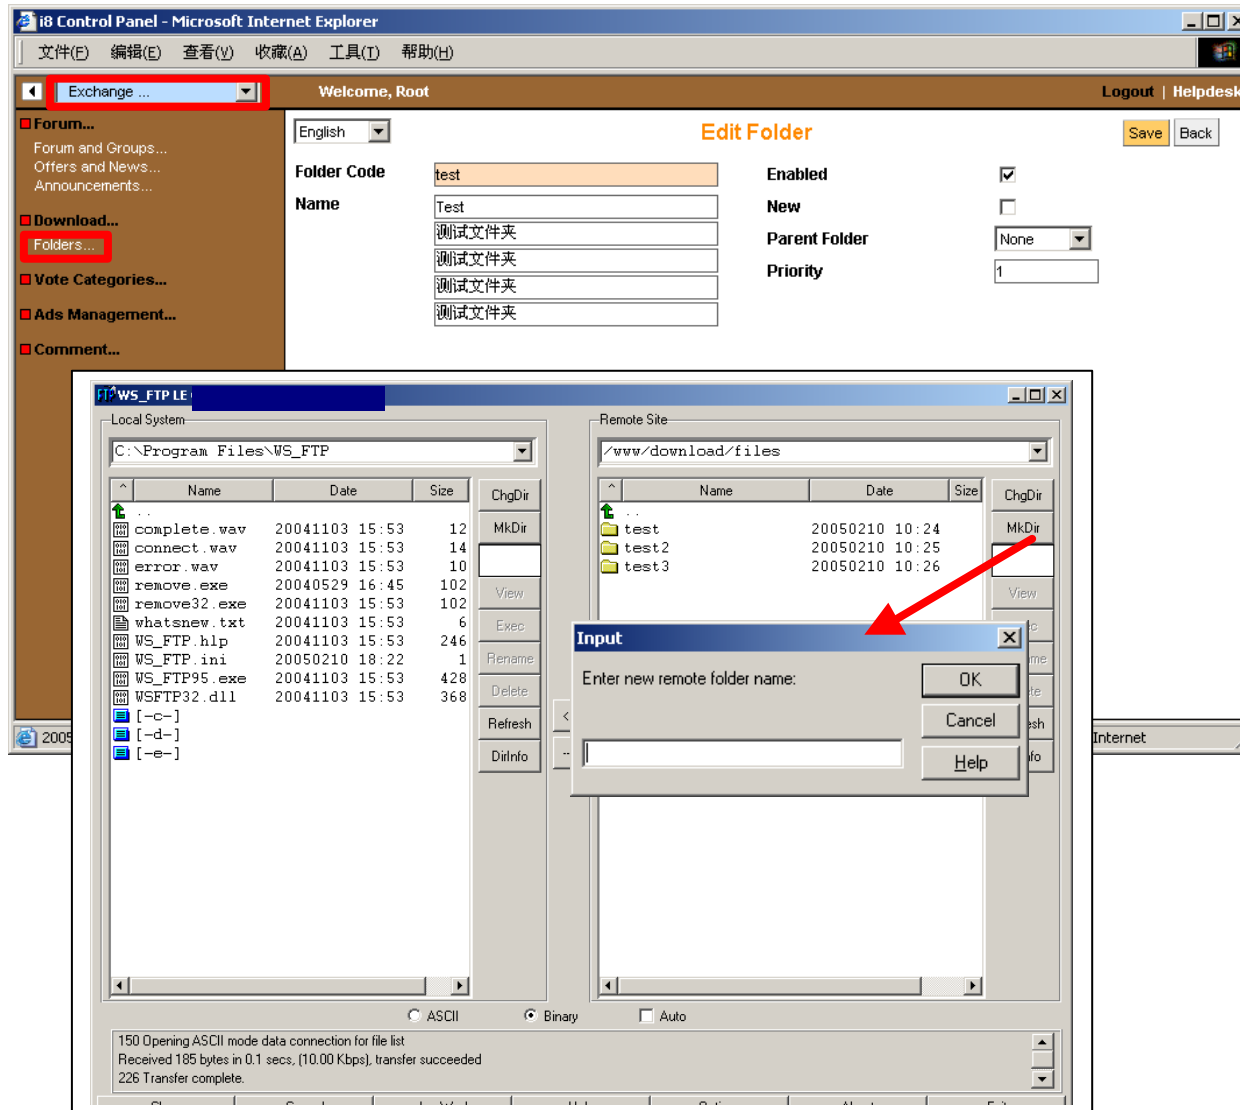 i8 Control Panel - Microsoft Internet Explorer
文件(F) 编辑(E) 查看(V) 收藏(A) 工具(T) 帮助(H)
Exchange ... Welcome, Root Logout | Helpdesk
Forum...
Forum and Groups...
Offers and News...
Announcements...
Download...
Folders...
Vote Categories...
Ads Management...
Comment...
English Edit Folder Save Back
Folder Code test Enabled
Name Test New
测试文件夹 Parent Folder None
测试文件夹 Priority 1
测试文件夹
测试文件夹
2005 Internet
WS_FTP LE
Local System Remote Site
C:\Program Files\WS_FTP /www/download/files
^ Name Date Size ChgDir ^ Name Date Size ChgDir
.. ..
complete.wav 20041103 15:53 12 MkDir test 20050210 10:24 MkDir
connect.wav 20041103 15:53 14 test2 20050210 10:25
error.wav 20041103 15:53 10 test3 20050210 10:26
remove.exe 20040529 16:45 102 View View
remove32.exe 20041103 15:53 102
whatsnew.txt 20041103 15:53 6 Exec
WS_FTP.hlp 20041103 15:53 246
WS_FTP.ini 20050210 18:22 1 Rename
WS_FTP95.exe 20041103 15:53 428
WSFTP32.dll 20041103 15:53 368 Delete
[-c-] Refresh
[-d-]
[-e-] DirInfo
Input
Enter new remote folder name:
OK
Cancel
Help
ASCII Binary Auto
150 Opening ASCII mode data connection for file list
Received 185 bytes in 0.1 secs, (10.00 Kbps), transfer succeeded
226 Transfer complete.